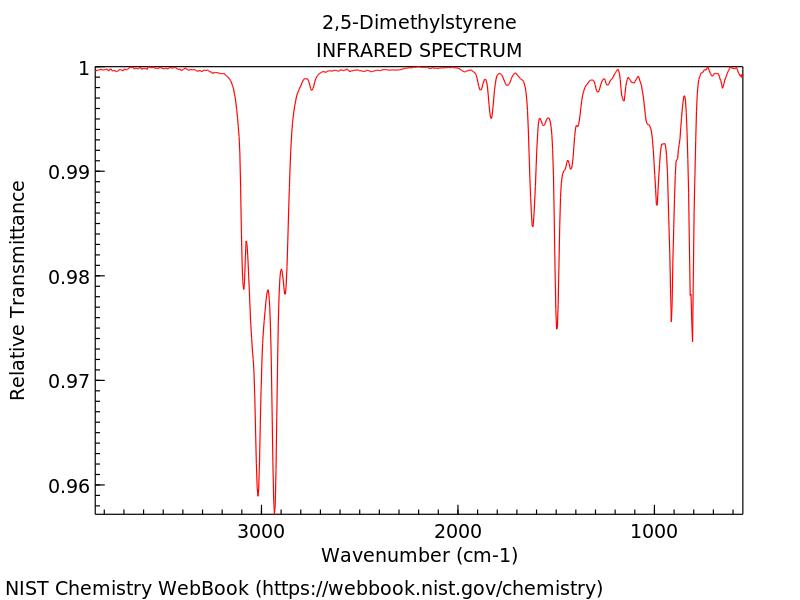 2,5-Dimethylstyrene
INFRARED SPECTRUM
1
0.99
0.98
0.97
0.96
Relative Transmittance
3000 2000 1000
Wavenumber (cm-1)
NIST Chemistry WebBook (https://webbook.nist.gov/chemistry)